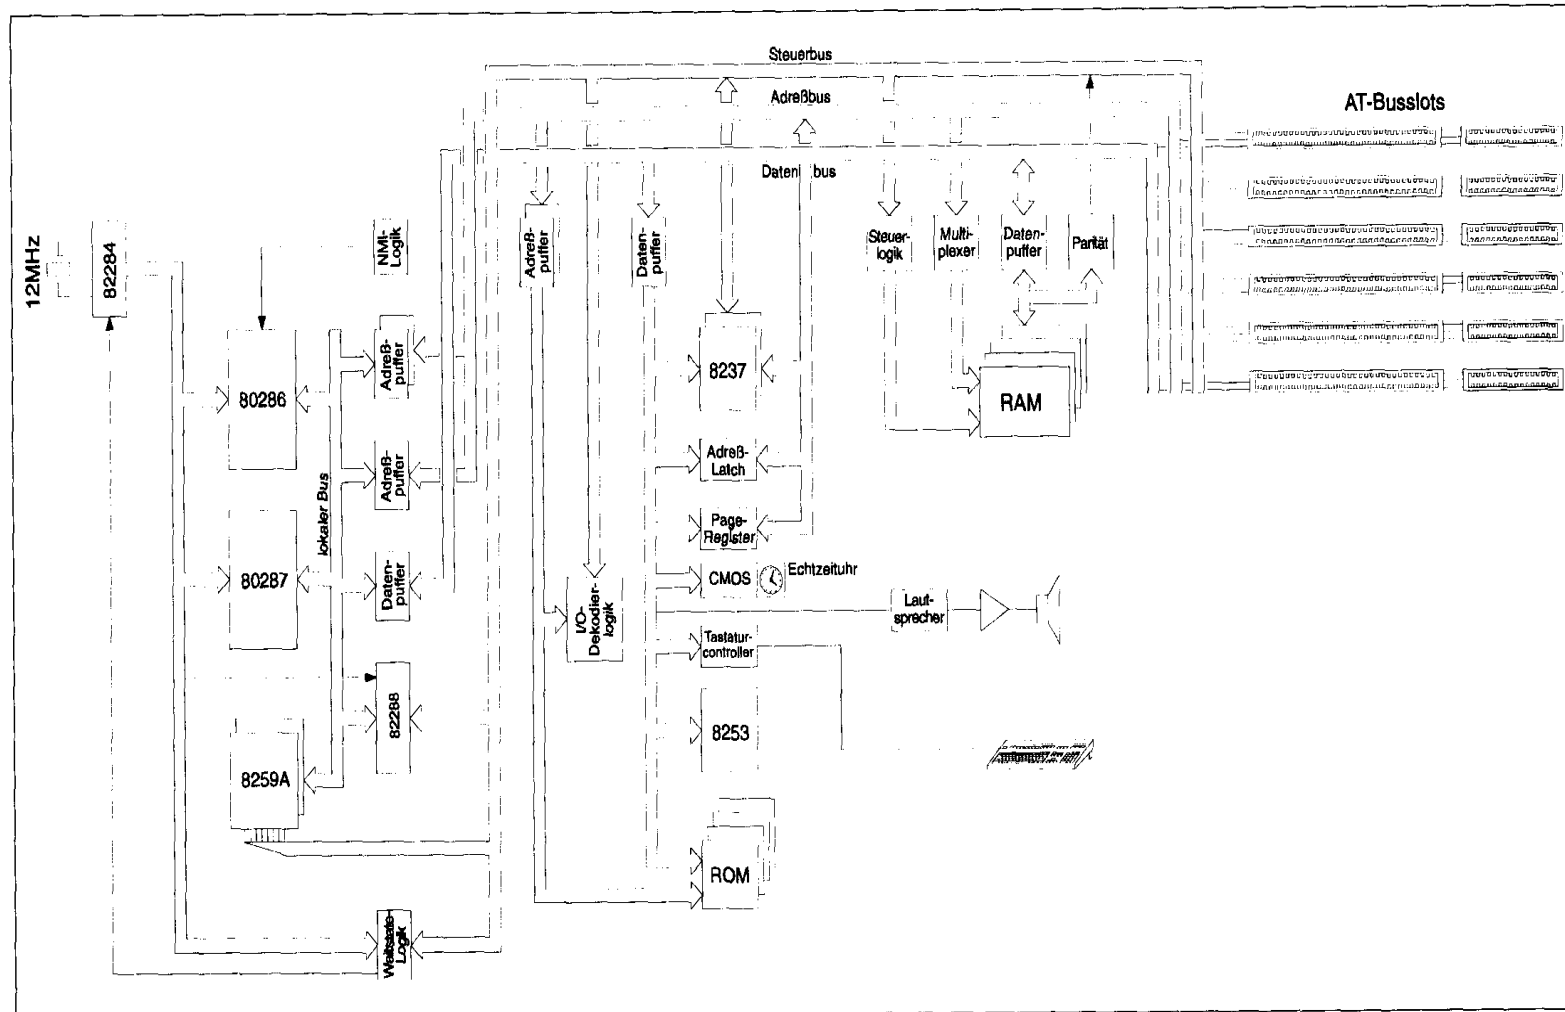 Steuerbus
Adreßbus
AT-Busslots
Datenbus
12MHz
82284
NMI-
Logik
Adreß-
puffer
Daten-
puffer
Steuer-
logik
Multi-
plexer
Daten-
puffer
Parität
80286
Adreß-
puffer
8237
RAM
lokaler Bus
Adreß-
puffer
Adreß-
Latch
Page-
Register
80287
Daten-
puffer
CMOS
Echtzeituhr
I/O-
Dekodier-
logik
Laut-
sprecher
Tastatur-
controller
82288
8253
8259A
ROM
Waitstate-
Logik